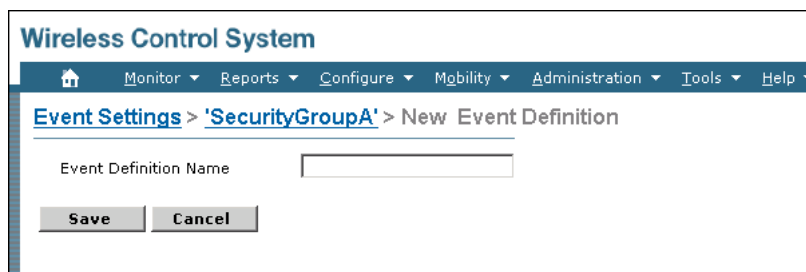 Wireless Control System
Monitor Reports Configure Mobility Administration Tools Help
Event Settings > 'SecurityGroupA' > New Event Definition
Event Definition Name
Save Cancel